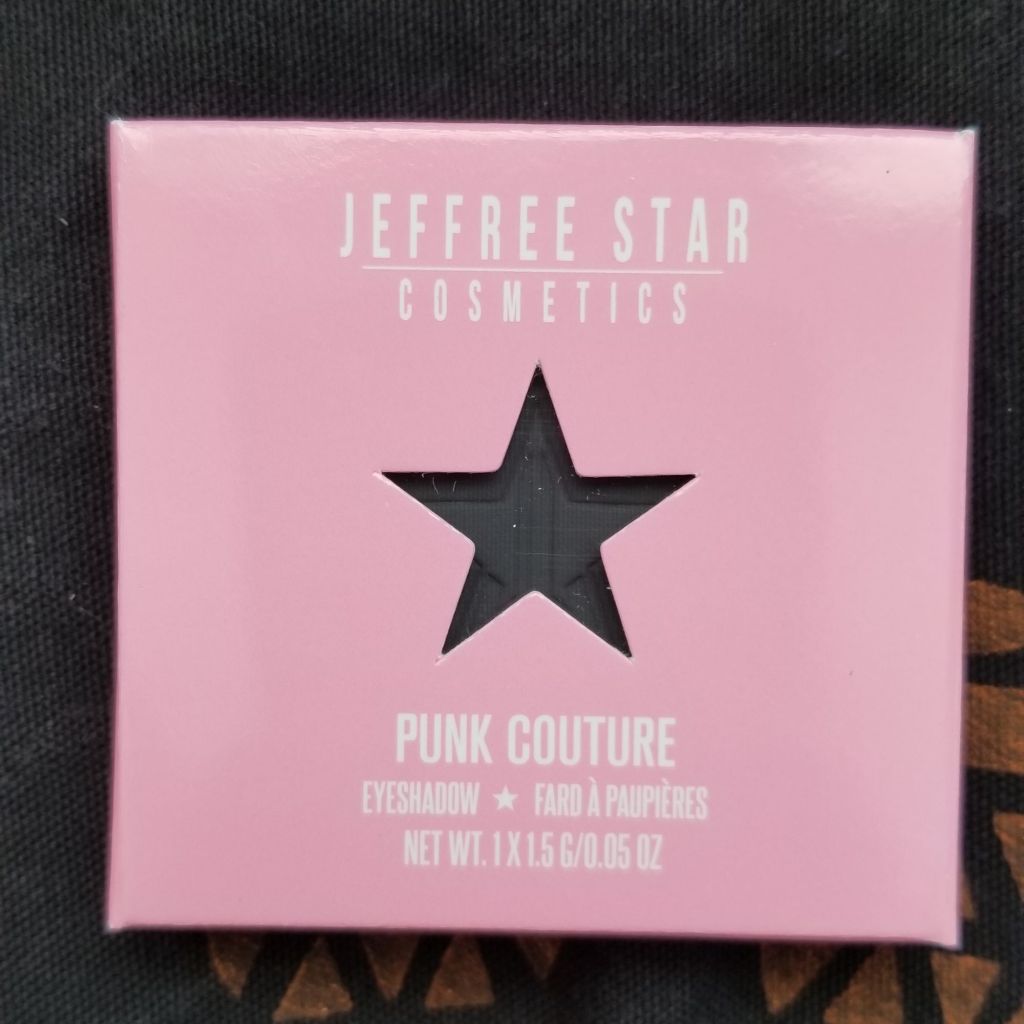 JEFFREE STAR
COSMETICS
PUNK COUTURE
EYESHADOW ★ FARD À PAUPIÈRES
NET WT. 1 X 1.5 G/0.05 OZ